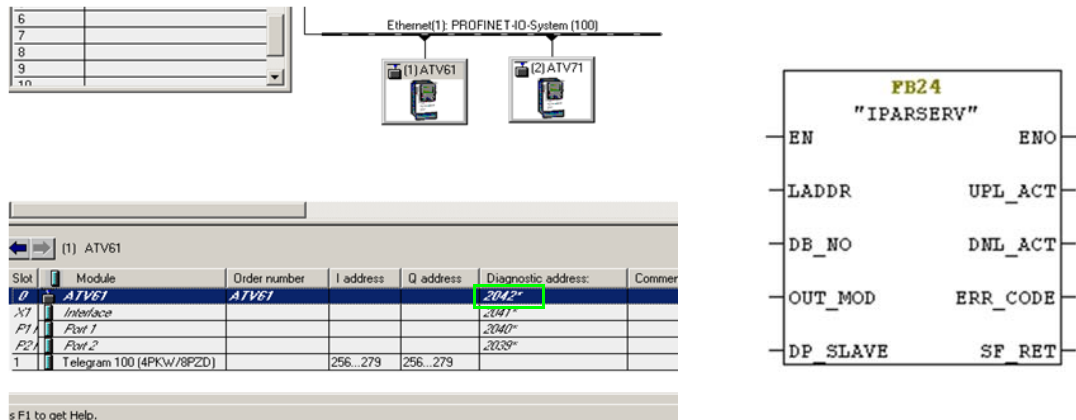 6
7
8
9
10
Ethernet(1): PROFINET-IO-System (100)
(1) ATV61
(2) ATV71
(1) ATV61
Slot Module Order number I address Q address Diagnostic address: Commen
0 ATV61 ATV61 2042*
X1 Interface 2041*
P1 Port 1 2040*
P2 Port 2 2039*
1 Telegram 100 (4PKW/8PZD) 256...279 256...279
s F1 to get Help.
FB24
"IPARSERV"
EN ENO
LADDR UPL_ACT
DB_NO DNL_ACT
OUT_MOD ERR_CODE
DP_SLAVE SF_RET